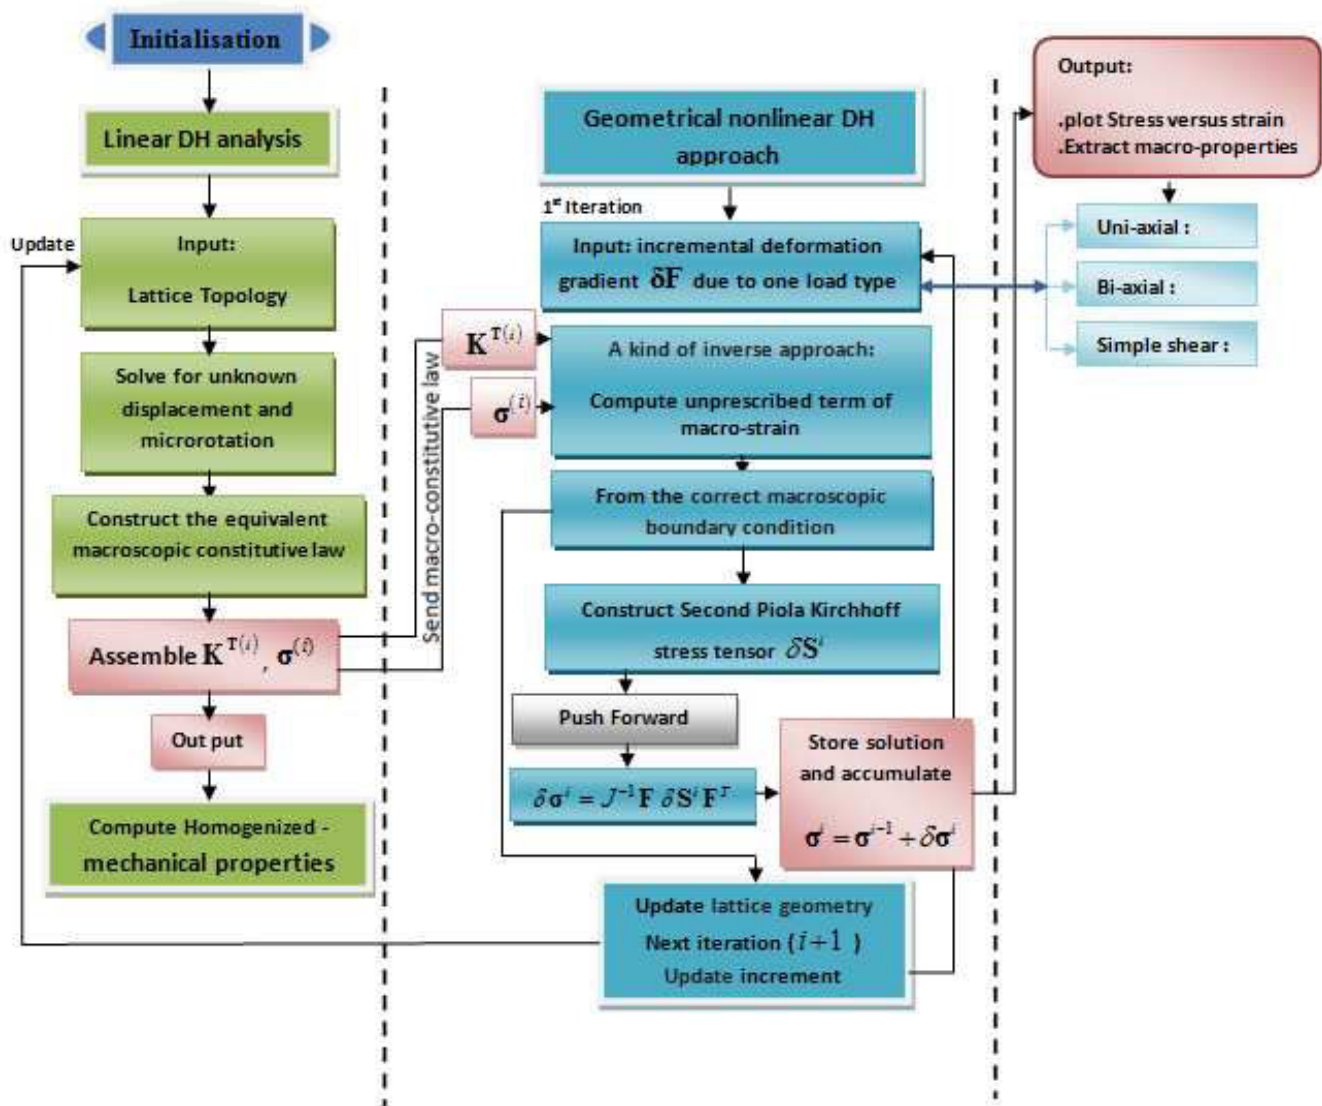 Initialisation
Linear DH analysis
Update
Input:
Lattice Topology
Solve for unknown
displacement and
microrotation
Construct the equivalent
macroscopic constitutive law
Assemble K^T(i), σ^(i)
Out put
Compute Homogenized -
mechanical properties
Send macro-constitutive law
K^T(i)
σ^(i)
Geometrical nonlinear DH
approach
1st Iteration
Input: incremental deformation
gradient δF due to one load type
A kind of inverse approach:
Compute unprescribed term of
macro-strain
From the correct macroscopic
boundary condition
Construct Second Piola Kirchhoff
stress tensor δS^i
Push Forward
δσ^i = J^-1 F δS^i F^T
Store solution
and accumulate
σ^i = σ^i-1 + δσ^i
Update lattice geometry
Next iteration (i+1 )
Update increment
Output:
.plot Stress versus strain
.Extract macro-properties
Uni-axial :
Bi-axial :
Simple shear :